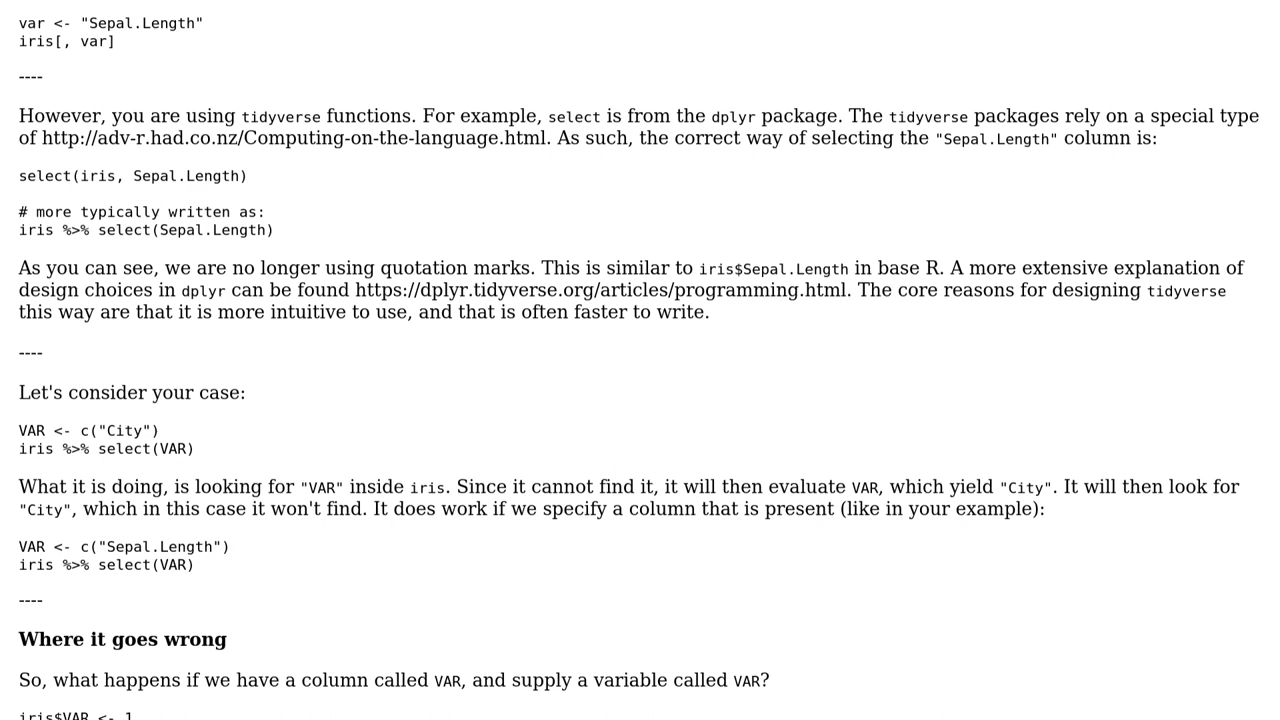 var <- "Sepal.Length"
iris[, var]
----
However, you are using tidyverse functions. For example, select is from the dplyr package. The tidyverse packages rely on a special type
of http://adv-r.had.co.nz/Computing-on-the-language.html. As such, the correct way of selecting the "Sepal.Length" column is:
select(iris, Sepal.Length)
# more typically written as:
iris %>% select(Sepal.Length)
As you can see, we are no longer using quotation marks. This is similar to iris$Sepal.Length in base R. A more extensive explanation of
design choices in dplyr can be found https://dplyr.tidyverse.org/articles/programming.html. The core reasons for designing tidyverse
this way are that it is more intuitive to use, and that is often faster to write.
----
Let's consider your case:
VAR <- c("City")
iris %>% select(VAR)
What it is doing, is looking for "VAR" inside iris. Since it cannot find it, it will then evaluate VAR, which yield "City". It will then look for
"City", which in this case it won't find. It does work if we specify a column that is present (like in your example):
VAR <- c("Sepal.Length")
iris %>% select(VAR)
----
Where it goes wrong
So, what happens if we have a column called VAR, and supply a variable called VAR?
iris$VAR <- 1